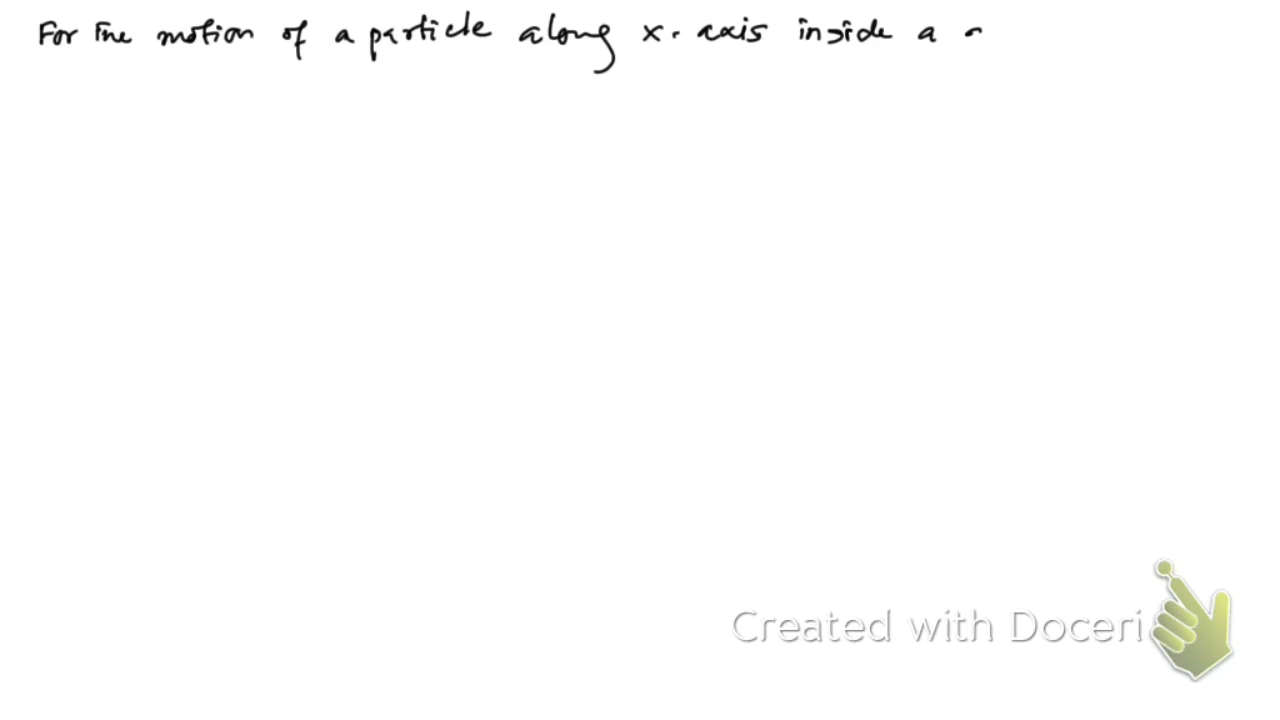 For the motion of a particle along x-axis inside a
Created with Doceri